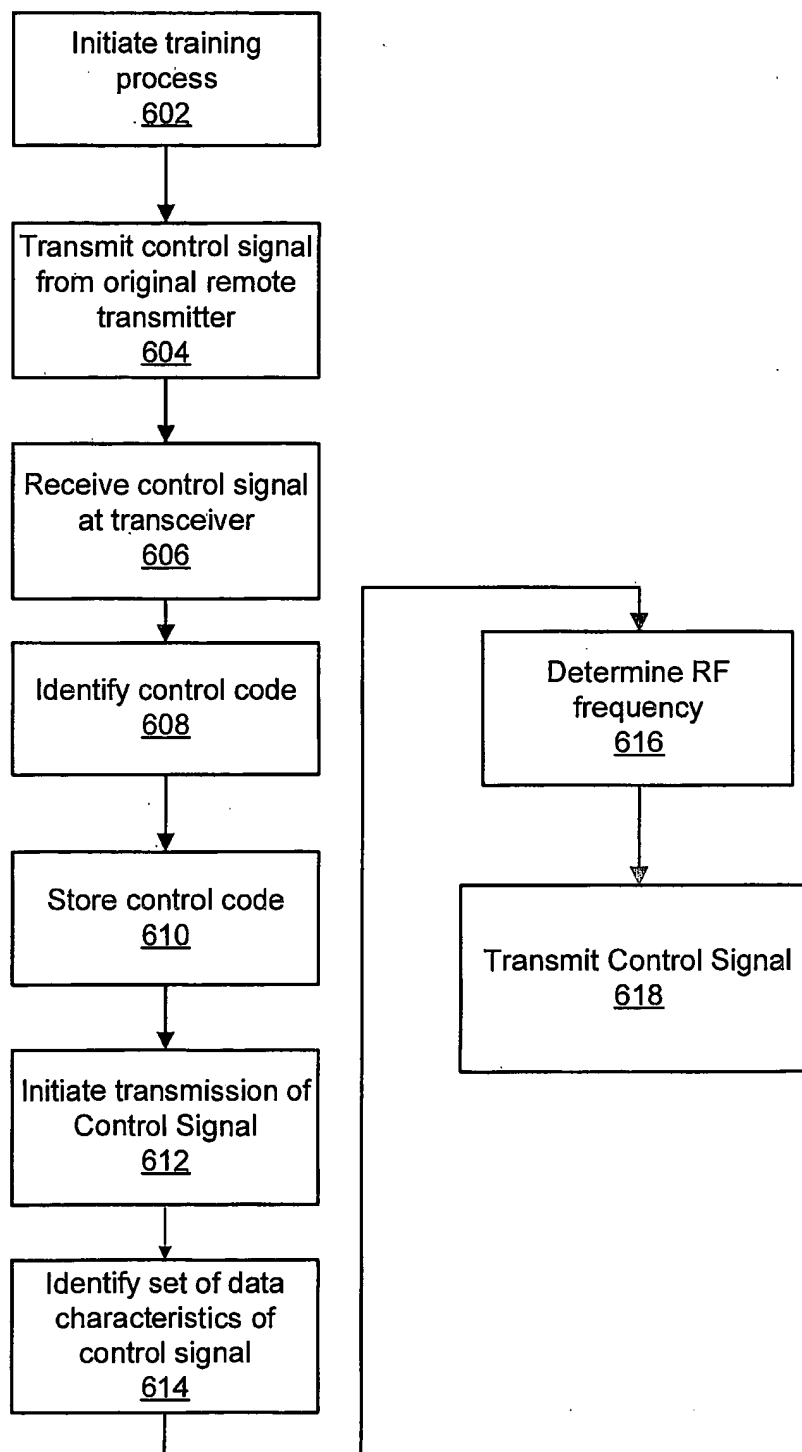 Initiate training
process
602
Transmit control signal
from original remote
transmitter
604
Receive control signal
at transceiver
606
Identify control code
608
Store control code
610
Initiate transmission of
Control Signal
612
Identify set of data
characteristics of
control signal
614
Determine RF
frequency
616
Transmit Control Signal
618